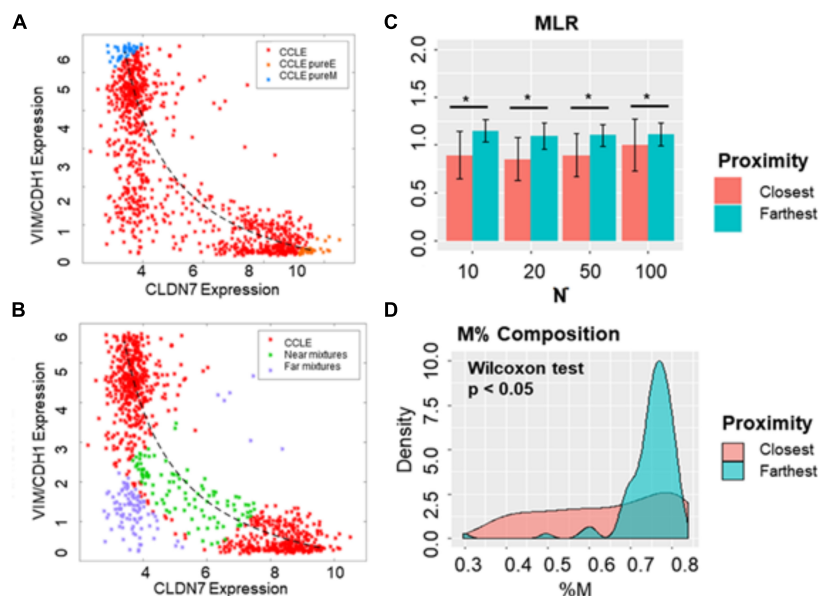 A
VIM/CDH1 Expression
6
5
4
3
2
1
0
CCLE
CCLE pureE
CCLE pureM
4
6
8
10
CLDN7 Expression
B
VIM/CDH1 Expression
6
5
4
3
2
1
0
CCLE
Near mixtures
Far mixtures
4
6
8
10
CLDN7 Expression
C
MLR
2.0
1.5
1.0
0.5
0.0
* * * *
10 20 50 100
Proximity
Closest
Farthest
D
M% Composition
Wilcoxon test
p < 0.05
Density
10.0
7.5
5.0
2.5
0.0
0.3 0.4 0.5 0.6 0.7 0.8
%M
Proximity
Closest
Farthest